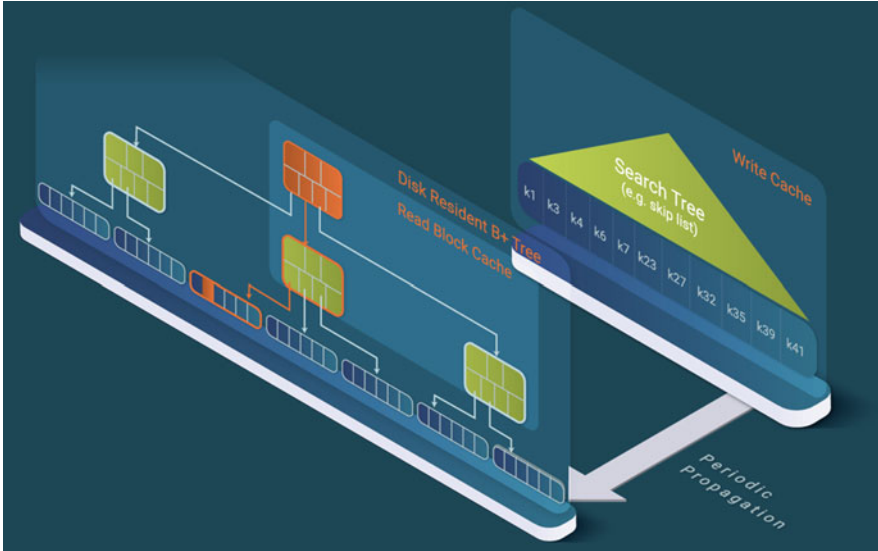 Disk Resident B+ Tree
Read Block Cache
Write Cache
Search Tree
(e.g. skip list)
k1
k3
k4
k6
k7
k23
k27
k32
k35
k39
k41
Periodic
Propagation